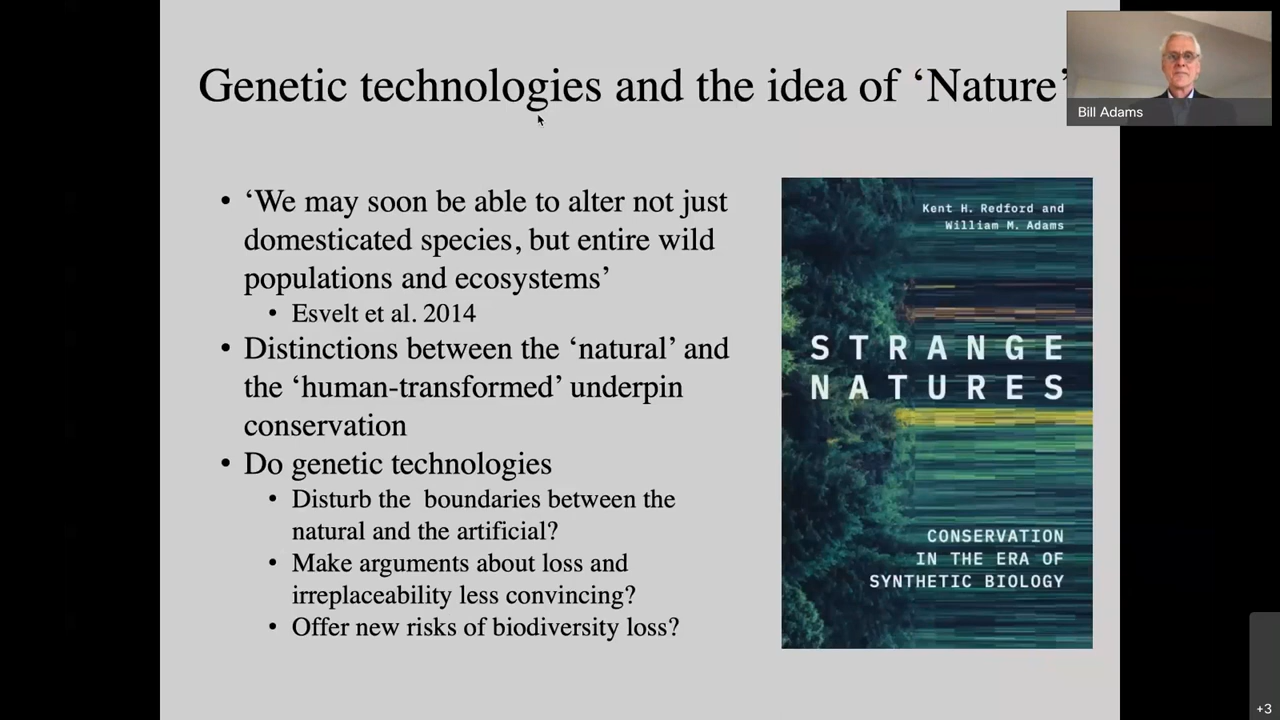 Genetic technologies and the idea of ‘Nature’
Bill Adams
• ‘We may soon be able to alter not just
domesticated species, but entire wild
populations and ecosystems’
• Esvelt et al. 2014
• Distinctions between the ‘natural’ and
the ‘human-transformed’ underpin
conservation
• Do genetic technologies
• Disturb the  boundaries between the
natural and the artificial?
• Make arguments about loss and
irreplaceability less convincing?
• Offer new risks of biodiversity loss?
Kent H. Redford and
William M. Adams
STRANGE
NATURES
CONSERVATION
IN THE ERA OF
SYNTHETIC BIOLOGY
+3